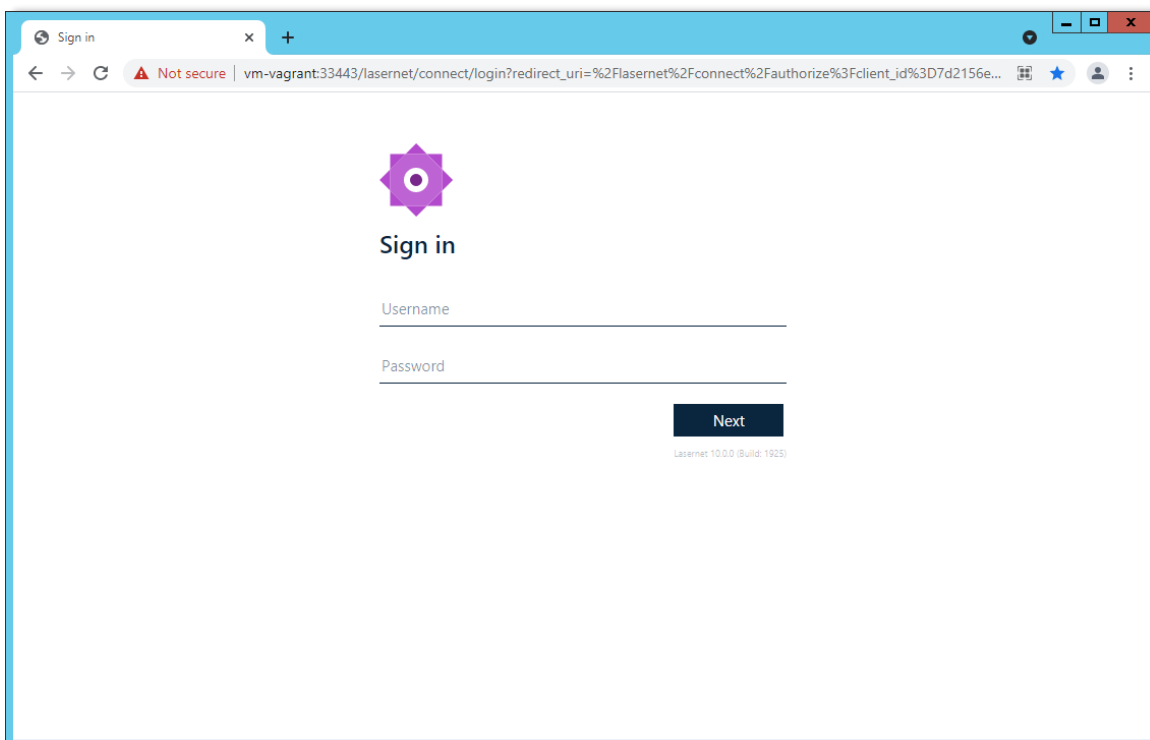 Sign in
Not secure | vm-vagrant:33443/lasernet/connect/login?redirect_uri=%2Flasernet%2Fconnect%2Fauthorize%3Fclient_id%3D7d2156e...
Sign in
Username
Password
Next
Lasernet 10.0.0 (Build: 1925)